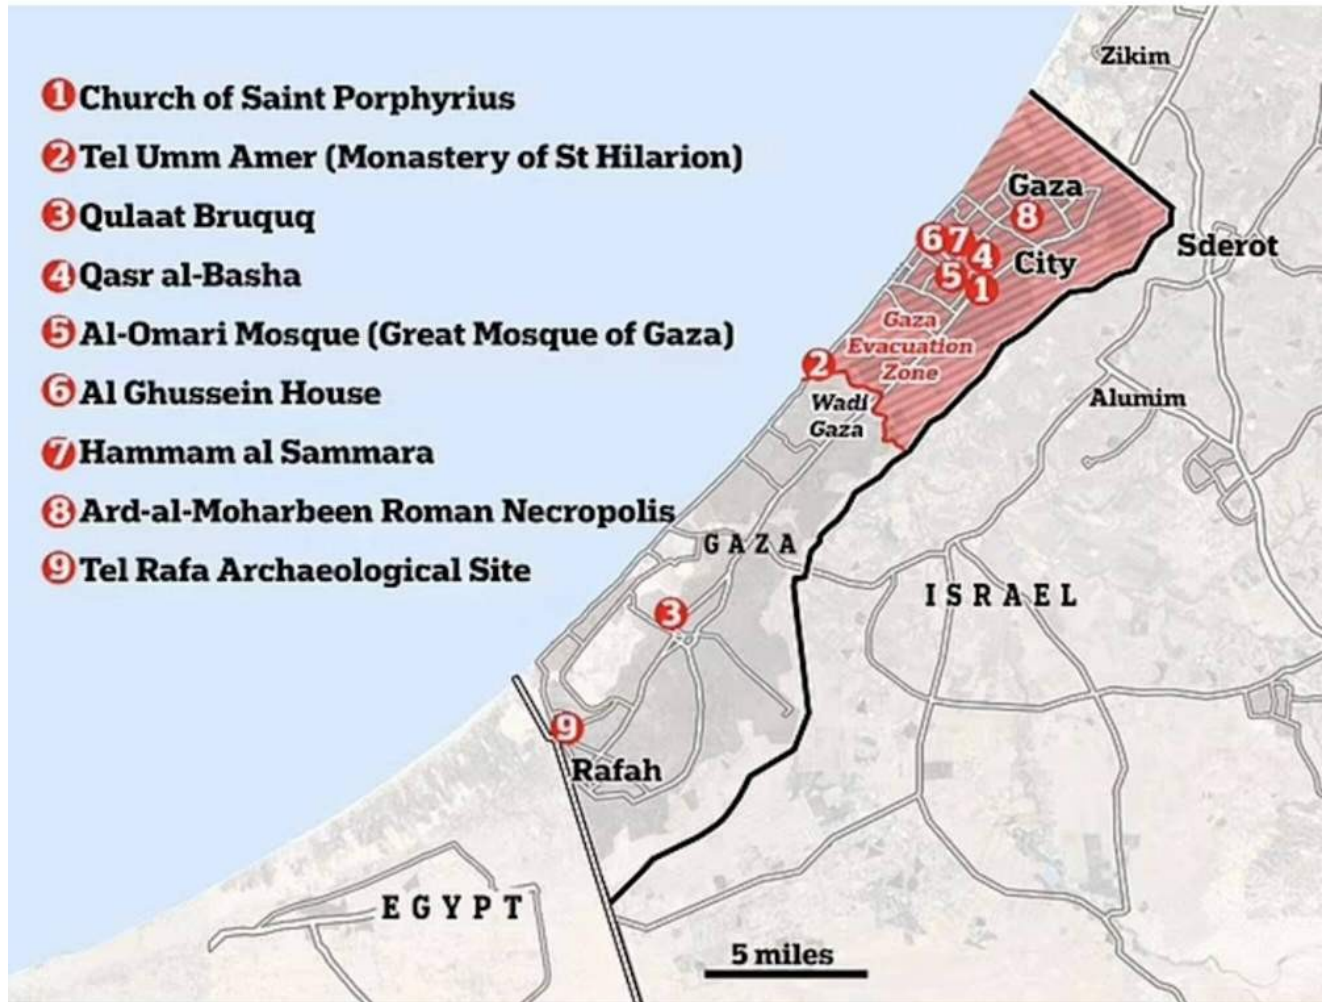 1 Church of Saint Porphyrius
2 Tel Umm Amer (Monastery of St Hilarion)
3 Qulaat Bruquq
4 Qasr al-Basha
5 Al-Omari Mosque (Great Mosque of Gaza)
6 Al Ghussein House
7 Hammam al Sammara
8 Ard-al-Moharbeen Roman Necropolis
9 Tel Rafa Archaeological Site
Zikim
Gaza
8
6 7 4
City
Sderot
5 1
Gaza
Evacuation
Zone
2
Wadi
Gaza
Alumim
GAZA
ISRAEL
3
9
Rafah
EGYPT
5 miles